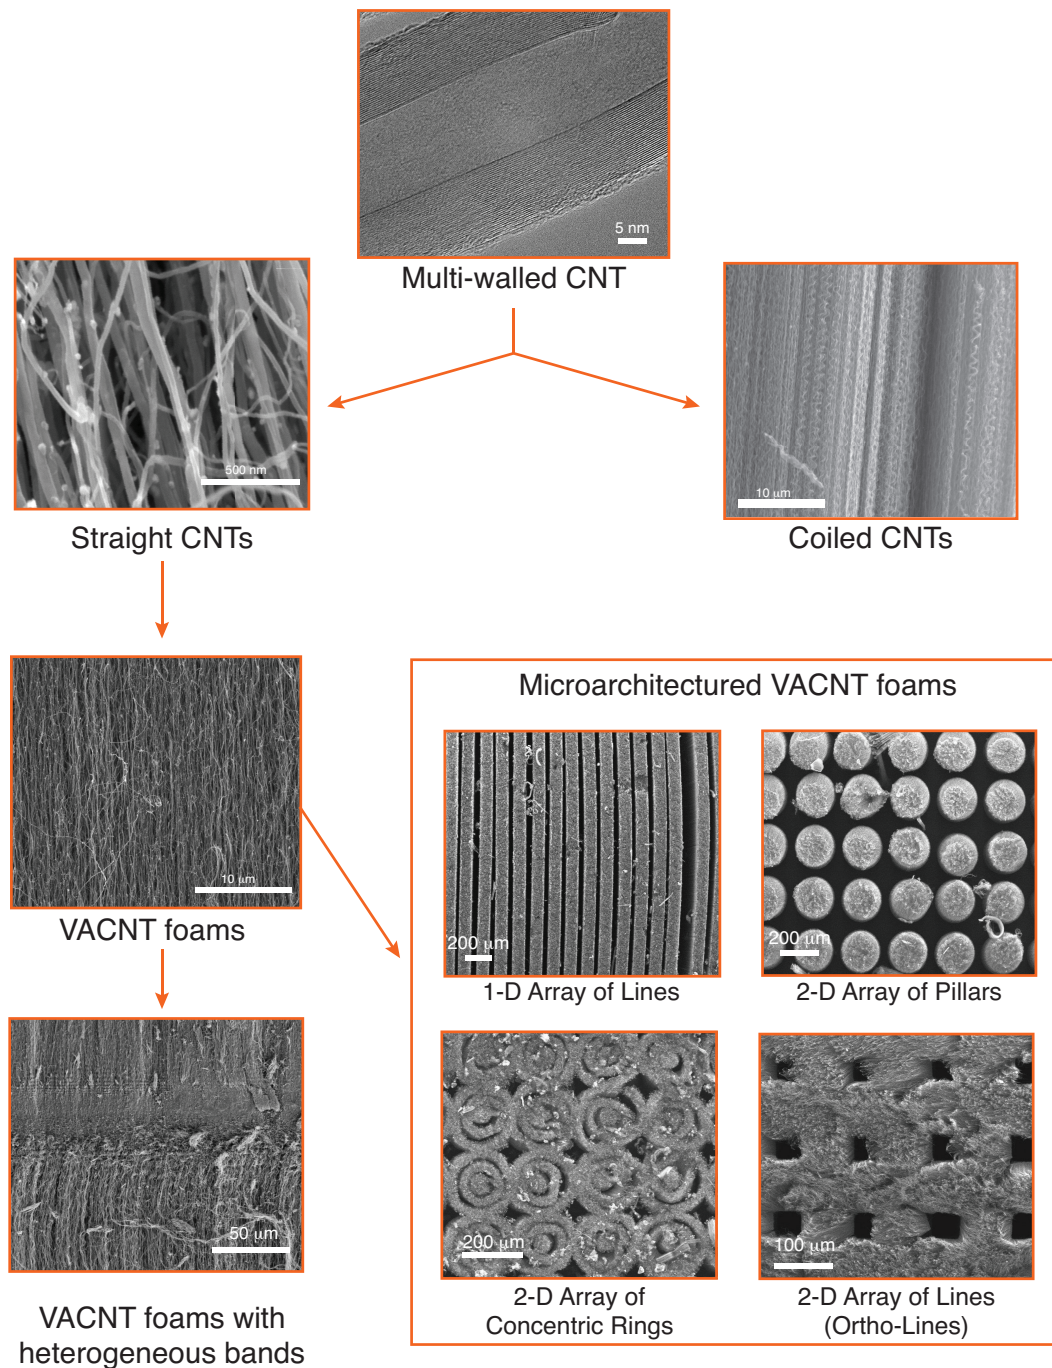 5 nm
Multi-walled CNT
500 nm
Straight CNTs
10 μm
Coiled CNTs
10 μm
VACNT foams
50 μm
VACNT foams with
heterogeneous bands
Microarchitectured VACNT foams
200 μm
1-D Array of Lines
200 μm
2-D Array of Pillars
200 μm
2-D Array of
Concentric Rings
100 μm
2-D Array of Lines
(Ortho-Lines)